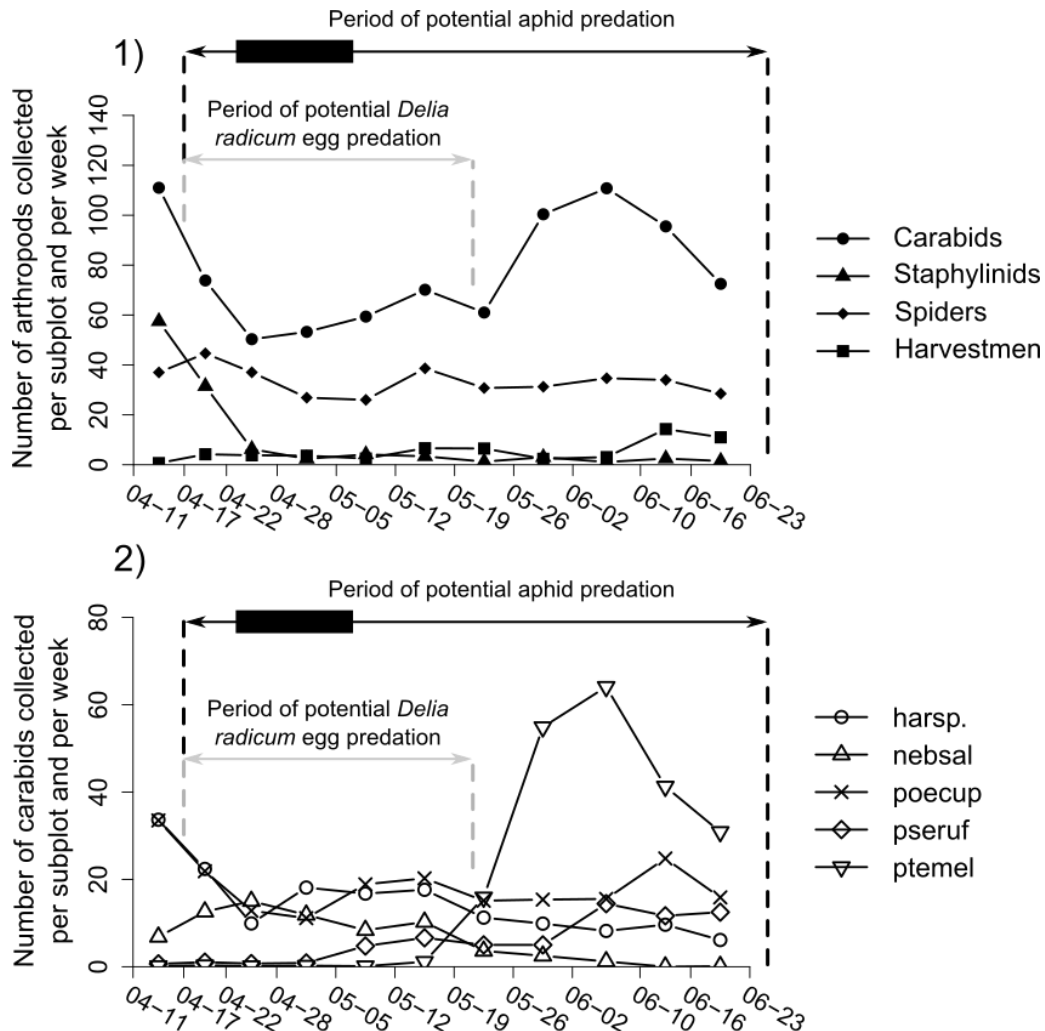 Period of potential aphid predation
1)
Period of potential Delia
radicum egg predation
Number of arthropods collected
per subplot and per week
140
120
100
80
60
40
20
0
04−11
04−17
04−22
04−28
05−05
05−12
05−19
05−26
06−02
06−10
06−16
06−23
Carabids
Staphylinids
Spiders
Harvestmen
2)
Period of potential aphid predation
Period of potential Delia
radicum egg predation
Number of carabids collected
per subplot and per week
80
60
40
20
0
04−11
04−17
04−22
04−28
05−05
05−12
05−19
05−26
06−02
06−10
06−16
06−23
harsp.
nebsal
poecup
pseruf
ptemel